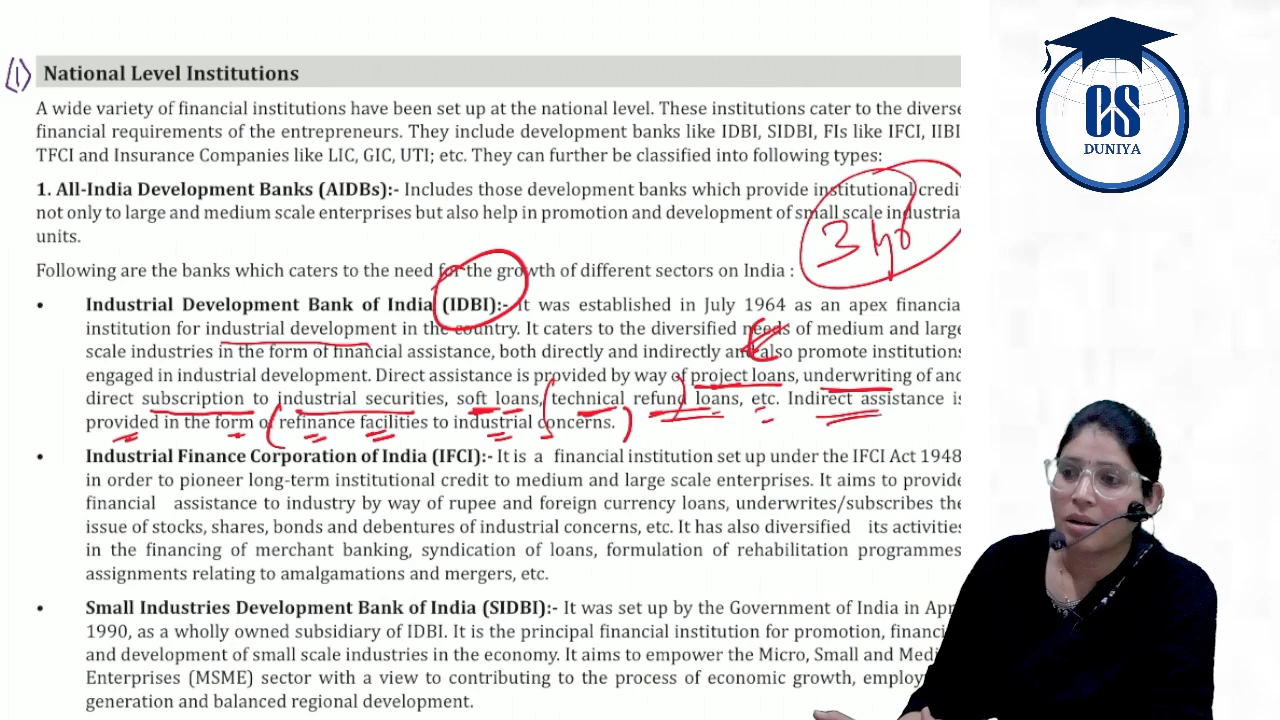 (1) National Level Institutions
A wide variety of financial institutions have been set up at the national level. These institutions cater to the diverse
financial requirements of the entrepreneurs. They include development banks like IDBI, SIDBI, FIs like IFCI, IIBI
TFCI and Insurance Companies like LIC, GIC, UTI; etc. They can further be classified into following types:
1. All-India Development Banks (AIDBs):- Includes those development banks which provide institutional credi
not only to large and medium scale enterprises but also help in promotion and development of small scale industria
units.
3
Following are the banks which caters to the need for the growth of different sectors on India :
• Industrial Development Bank of India (IDBI):- It was established in July 1964 as an apex financia
institution for industrial development in the country. It caters to the diversified needs of medium and large
scale industries in the form of financial assistance, both directly and indirectly and also promote institutions
engaged in industrial development. Direct assistance is provided by way of project loans, underwriting of and
direct subscription to industrial securities, soft loans, technical refund loans, etc. Indirect assistance is
provided in the form of refinance facilities to industrial concerns.
• Industrial Finance Corporation of India (IFCI):- It is a financial institution set up under the IFCI Act 1948
in order to pioneer long-term institutional credit to medium and large scale enterprises. It aims to provide
financial assistance to industry by way of rupee and foreign currency loans, underwrites/subscribes the
issue of stocks, shares, bonds and debentures of industrial concerns, etc. It has also diversified its activities
in the financing of merchant banking, syndication of loans, formulation of rehabilitation programmes
assignments relating to amalgamations and mergers, etc.
• Small Industries Development Bank of India (SIDBI):- It was set up by the Government of India in Apr
1990, as a wholly owned subsidiary of IDBI. It is the principal financial institution for promotion, financi
and development of small scale industries in the economy. It aims to empower the Micro, Small and Medi
Enterprises (MSME) sector with a view to contributing to the process of economic growth, employ
generation and balanced regional development.
CS
DUNIYA